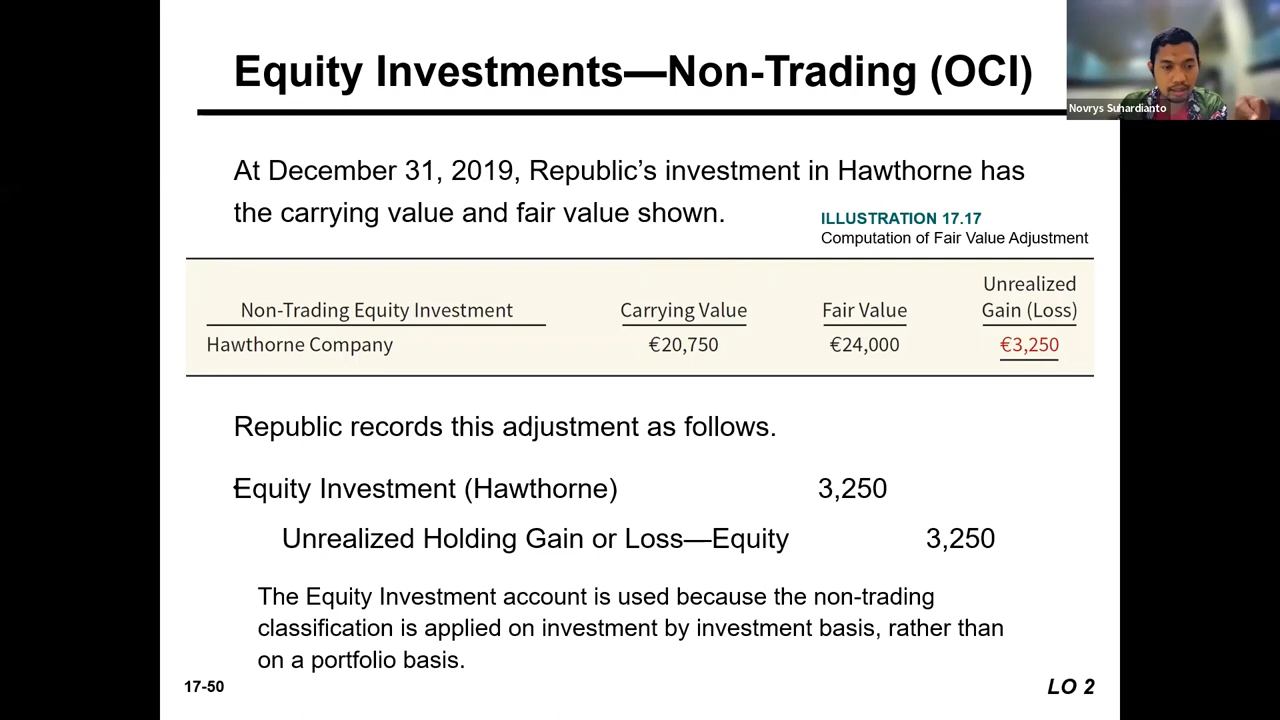 Equity Investments—Non-Trading (OCI)
Novrys Suhardianto
At December 31, 2019, Republic’s investment in Hawthorne has
the carrying value and fair value shown.
ILLUSTRATION 17.17
Computation of Fair Value Adjustment
Unrealized
Non-Trading Equity Investment Carrying Value Fair Value Gain (Loss)
Hawthorne Company €20,750 €24,000 €3,250
Republic records this adjustment as follows.
Equity Investment (Hawthorne) 3,250
Unrealized Holding Gain or Loss—Equity 3,250
The Equity Investment account is used because the non-trading
classification is applied on investment by investment basis, rather than
on a portfolio basis.
17-50 LO 2